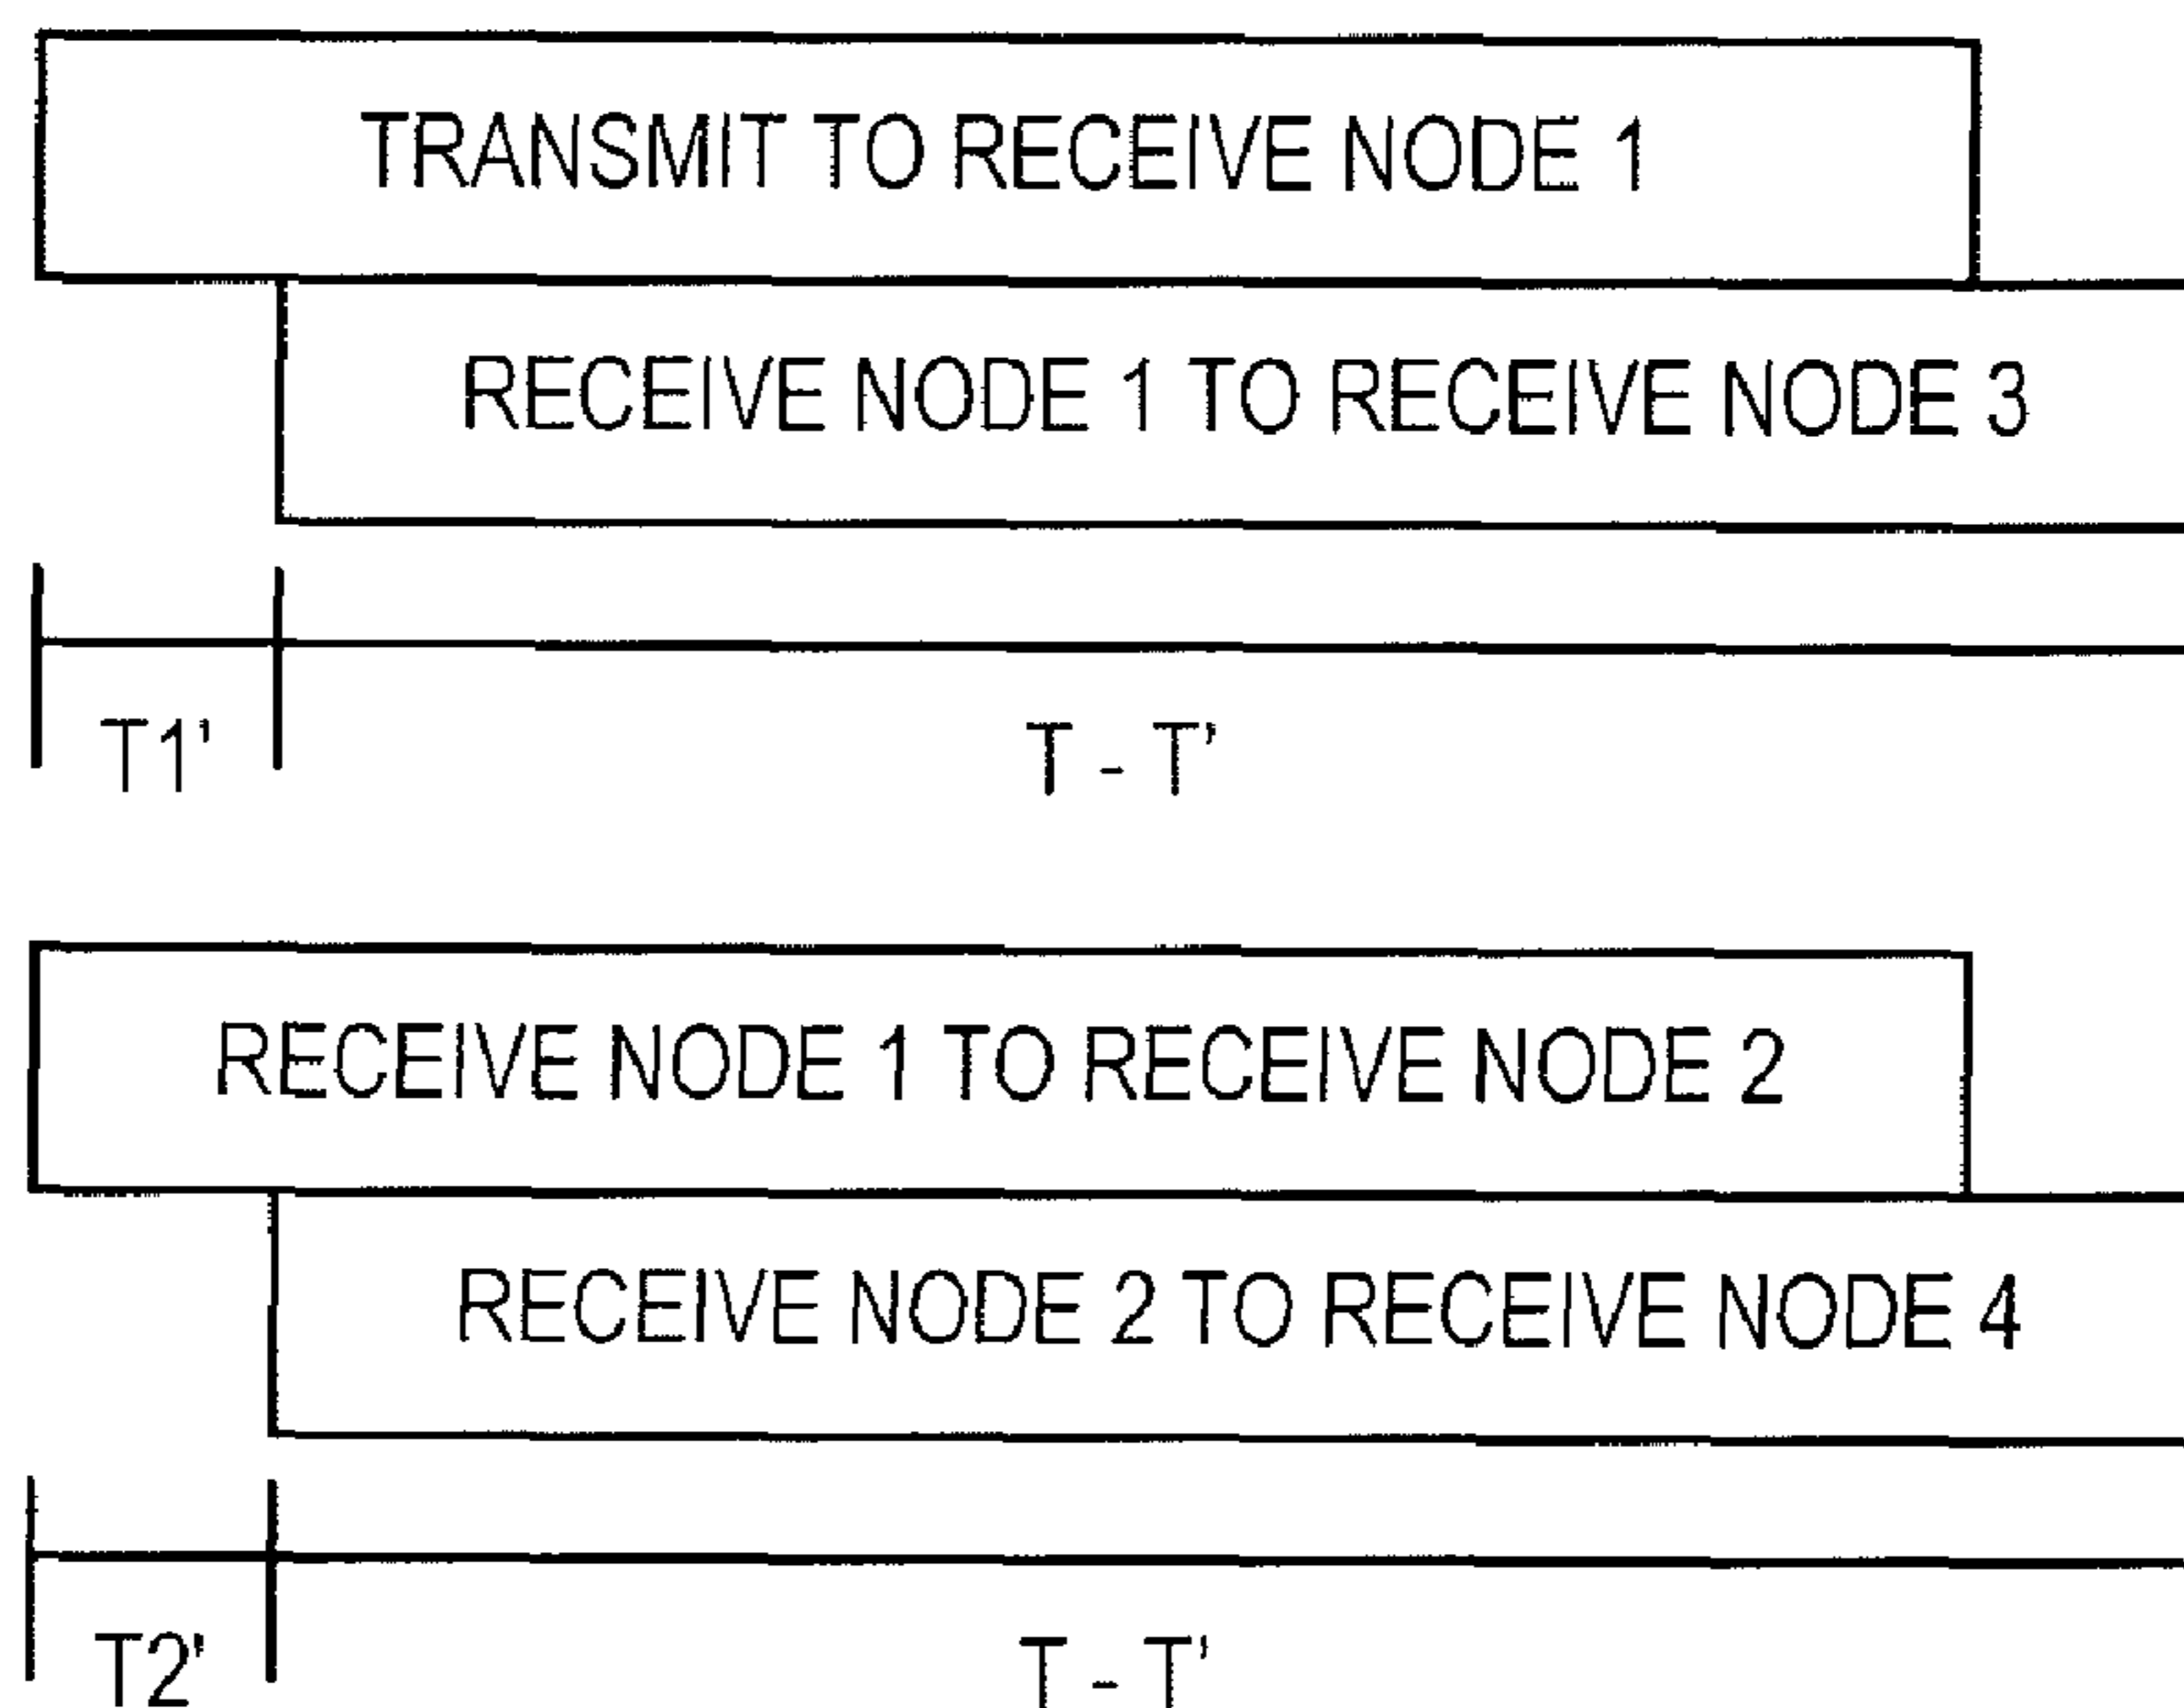 TRANSMIT TO RECEIVE NODE 1
RECEIVE NODE 1 TO RECEIVE NODE 3
T1' T - T'
RECEIVE NODE 1 TO RECEIVE NODE 2
RECEIVE NODE 2 TO RECEIVE NODE 4
T2' T - T'